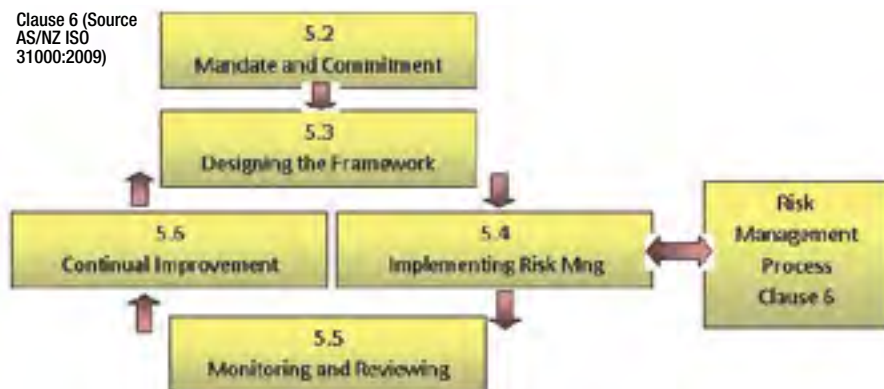 Clause 6 (Source
AS/NZ ISO
31000:2009)
5.2
Mandate and Commitment
5.3
Designing the Framework
5.6
Continual Improvement
5.4
Implementing Risk Mng
Risk
Management
Process
Clause 6
5.5
Monitoring and Reviewing